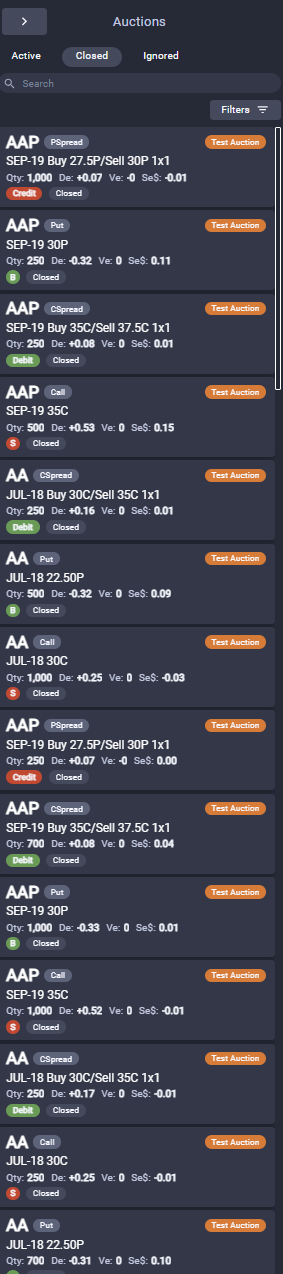 Auctions
Active Closed Ignored
Search
Filters
AAP PSpread Test Auction
SEP-19 Buy 27.5P/Sell 30P 1x1
Qty: 1,000 De: +0.07 Ve: -0 Se$: -0.01
Credit Closed
AAP Put Test Auction
SEP-19 30P
Qty: 250 De: -0.32 Ve: 0 Se$: 0.11
B Closed
AAP CSpread Test Auction
SEP-19 Buy 35C/Sell 37.5C 1x1
Qty: 250 De: +0.08 Ve: 0 Se$: 0.01
Debit Closed
AAP Call Test Auction
SEP-19 35C
Qty: 500 De: +0.53 Ve: 0 Se$: 0.15
S Closed
AA CSpread Test Auction
JUL-18 Buy 30C/Sell 35C 1x1
Qty: 250 De: +0.16 Ve: 0 Se$: 0.01
Debit Closed
AA Put Test Auction
JUL-18 22.50P
Qty: 500 De: -0.32 Ve: 0 Se$: 0.09
B Closed
AA Call Test Auction
JUL-18 30C
Qty: 1,000 De: +0.25 Ve: 0 Se$: -0.03
S Closed
AAP PSpread Test Auction
SEP-19 Buy 27.5P/Sell 30P 1x1
Qty: 250 De: +0.07 Ve: -0 Se$: 0.00
Credit Closed
AAP CSpread Test Auction
SEP-19 Buy 35C/Sell 37.5C 1x1
Qty: 700 De: +0.08 Ve: 0 Se$: 0.04
Debit Closed
AAP Put Test Auction
SEP-19 30P
Qty: 1,000 De: -0.33 Ve: 0 Se$: 0.01
B Closed
AAP Call Test Auction
SEP-19 35C
Qty: 1,000 De: +0.52 Ve: 0 Se$: -0.01
S Closed
AA CSpread Test Auction
JUL-18 Buy 30C/Sell 35C 1x1
Qty: 250 De: +0.17 Ve: 0 Se$: -0.01
Debit Closed
AA Call Test Auction
JUL-18 30C
Qty: 250 De: +0.25 Ve: 0 Se$: -0.01
S Closed
AA Put Test Auction
JUL-18 22.50P
Qty: 700 De: -0.31 Ve: 0 Se$: 0.10